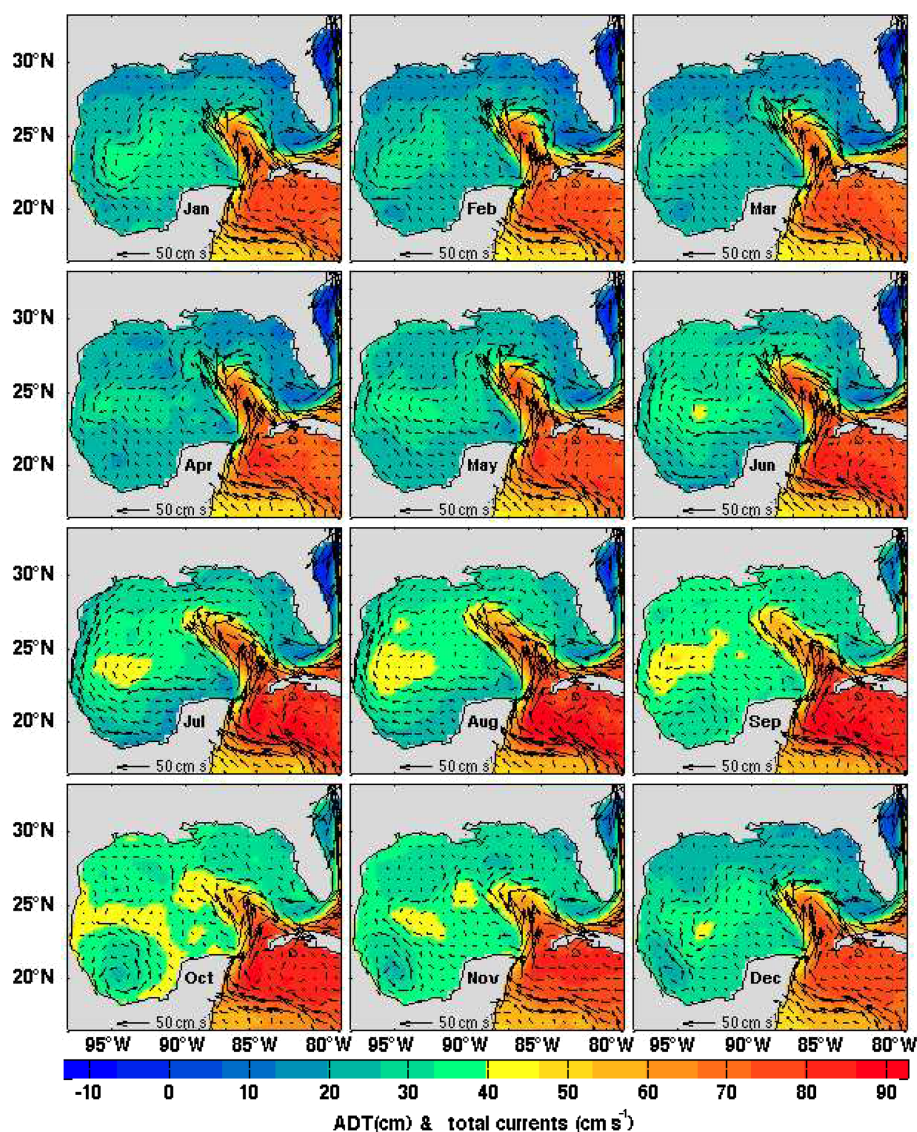 30°N
25°N
20°N
Jan
Feb
Mar
50 cm s
50 cm s
50 cm s
30°N
25°N
20°N
Apr
May
Jun
50 cm s
50 cm s
50 cm s
30°N
25°N
20°N
Jul
Aug
Sep
50 cm s
50 cm s
50 cm s
30°N
25°N
20°N
Oct
Nov
Dec
50 cm s
50 cm s
50 cm s
95°W 90°W 85°W 80°W 95°W 90°W 85°W 80°W 95°W 90°W 85°W 80°W
-10 0 10 20 30 40 50 60 70 80 90
ADT(cm) & total currents (cm s⁻¹)